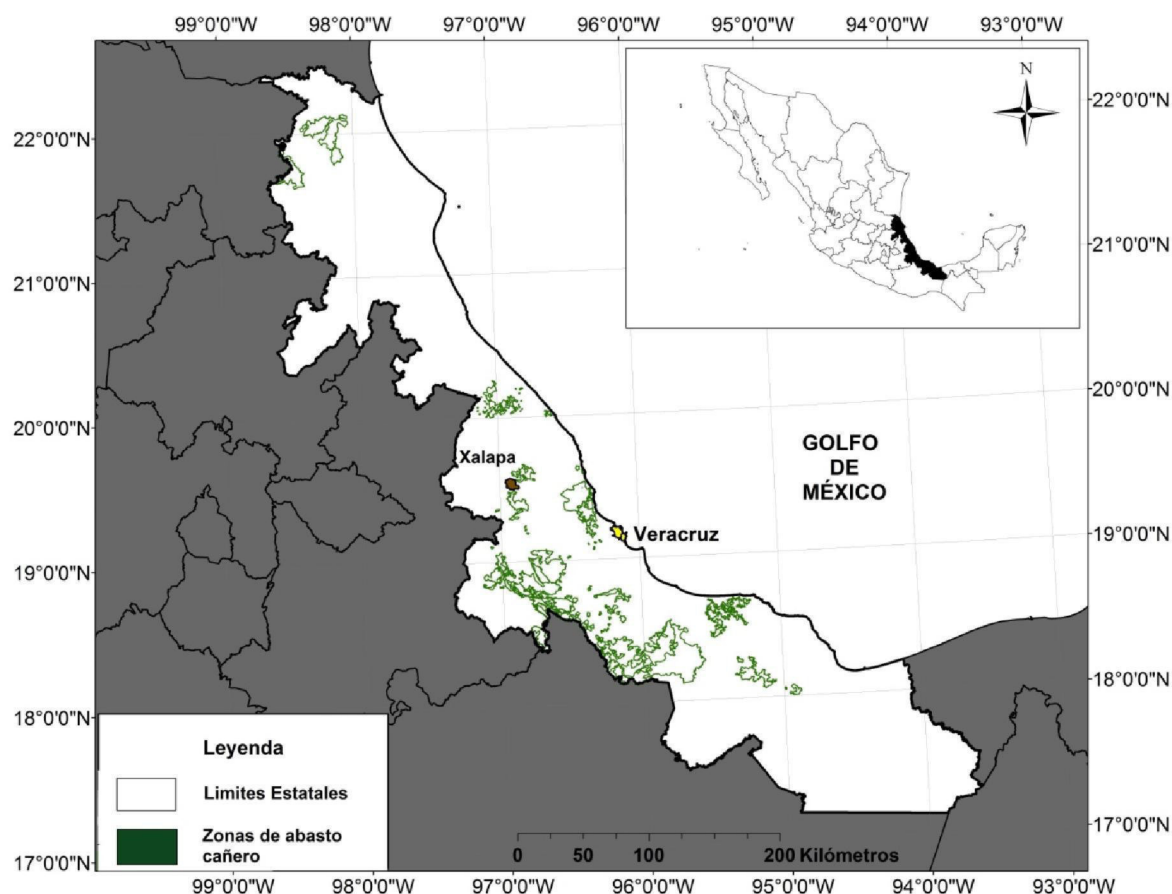 99°0'0"W 98°0'0"W 97°0'0"W 96°0'0"W 95°0'0"W 94°0'0"W 93°0'0"W
N
22°0'0"N
22°0'0"N
21°0'0"N
21°0'0"N
20°0'0"N
20°0'0"N
Xalapa
GOLFO
DE
MÉXICO
Veracruz
19°0'0"N
19°0'0"N
18°0'0"N
18°0'0"N
Leyenda
Limites Estatales
Zonas de abasto
cañero
0 50 100 200 Kilómetros
17°0'0"N
17°0'0"N
99°0'0"W 98°0'0"W 97°0'0"W 96°0'0"W 95°0'0"W 94°0'0"W 93°0'0"W